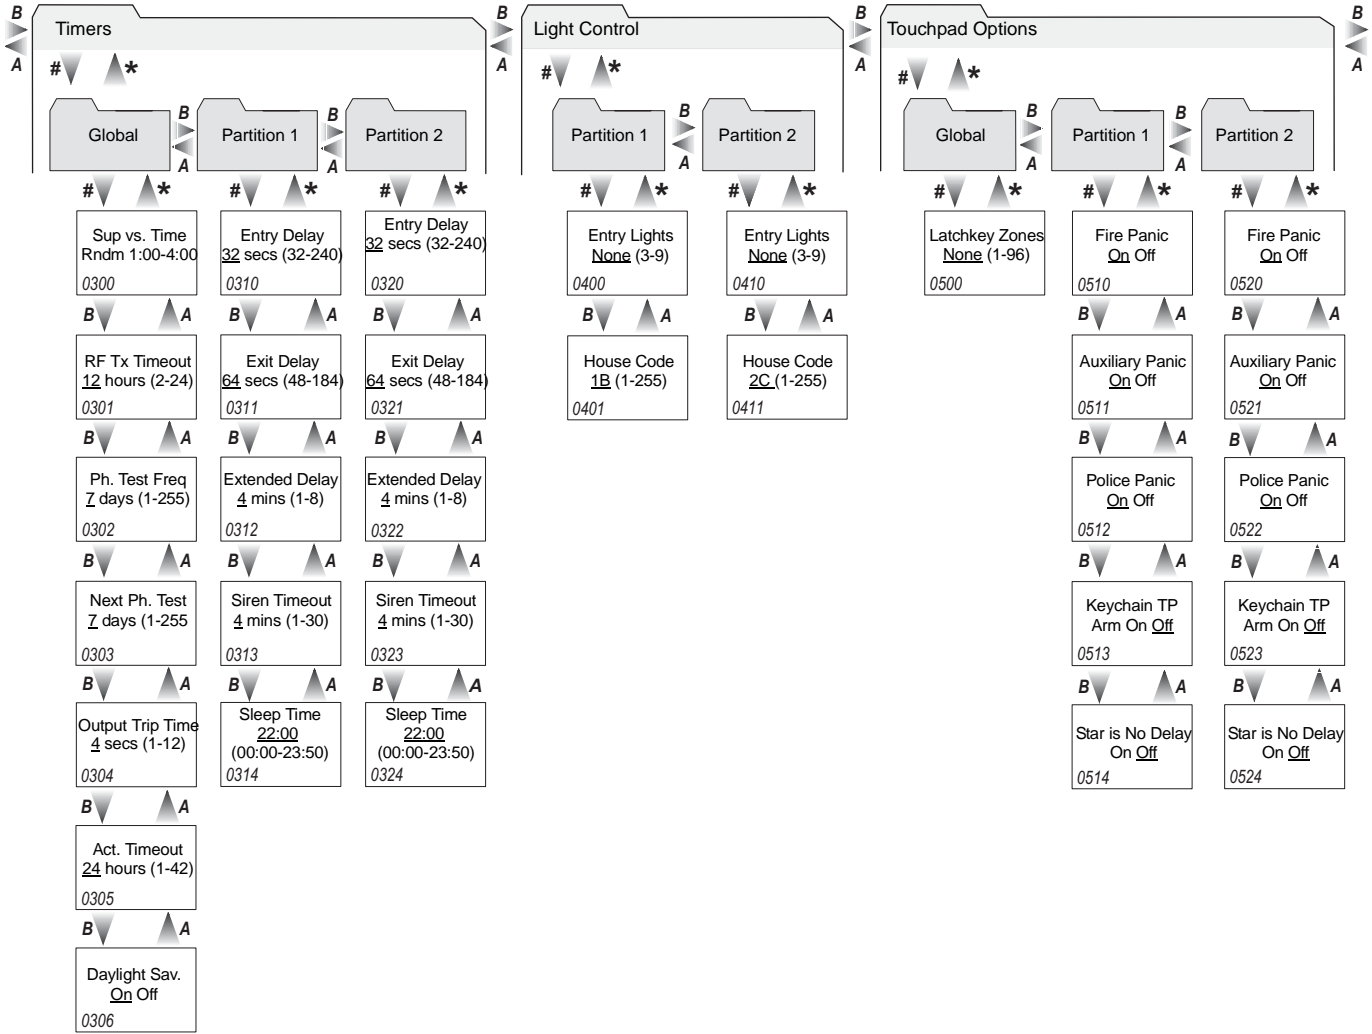 B
A
Timers
#
*
Global
B
A
Partition 1
B
A
Partition 2
#
*
Sup vs. Time
Rndm 1:00-4:00
0300
B
A
RF Tx Timeout
12 hours (2-24)
0301
B
A
Ph. Test Freq
7 days (1-255)
0302
B
A
Next Ph. Test
7 days (1-255
0303
B
A
Output Trip Time
4 secs (1-12)
0304
B
A
Act. Timeout
24 hours (1-42)
0305
B
A
Daylight Sav.
On Off
0306
#
*
Entry Delay
32 secs (32-240)
0310
B
A
Exit Delay
64 secs (48-184)
0311
B
A
Extended Delay
4 mins (1-8)
0312
B
A
Siren Timeout
4 mins (1-30)
0313
B
A
Sleep Time
22:00
(00:00-23:50)
0314
#
*
Entry Delay
32 secs (32-240)
0320
B
A
Exit Delay
64 secs (48-184)
0321
B
A
Extended Delay
4 mins (1-8)
0322
B
A
Siren Timeout
4 mins (1-30)
0323
B
A
Sleep Time
22:00
(00:00-23:50)
0324
B
A
Light Control
#
*
Partition 1
B
A
Partition 2
#
*
Entry Lights
None (3-9)
0400
B
A
House Code
1B (1-255)
0401
#
*
Entry Lights
None (3-9)
0410
B
A
House Code
2C (1-255)
0411
B
A
Touchpad Options
#
*
Global
B
A
Partition 1
B
A
Partition 2
#
*
Latchkey Zones
None (1-96)
0500
#
*
Fire Panic
On Off
0510
B
A
Auxiliary Panic
On Off
0511
B
A
Police Panic
On Off
0512
B
A
Keychain TP
Arm On Off
0513
B
A
Star is No Delay
On Off
0514
#
*
Fire Panic
On Off
0520
B
A
Auxiliary Panic
On Off
0521
B
A
Police Panic
On Off
0522
B
A
Keychain TP
Arm On Off
0523
B
A
Star is No Delay
On Off
0524
B
A